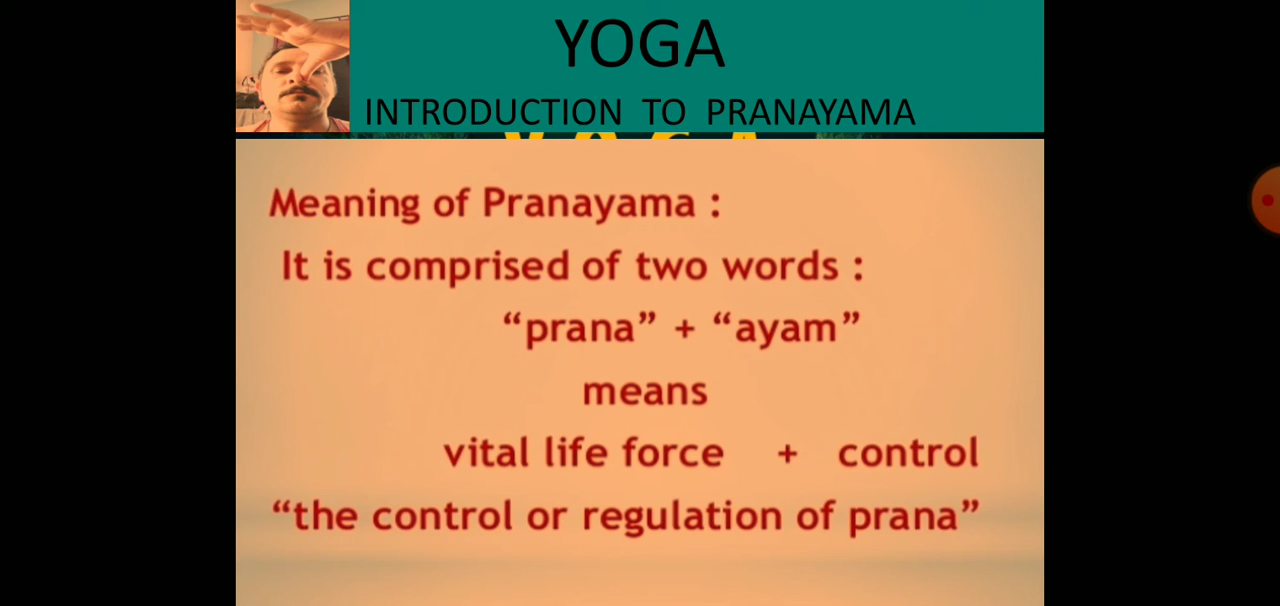 YOGA
INTRODUCTION TO PRANAYAMA
Meaning of Pranayama :
It is comprised of two words :
“prana” + “ayam”
means
vital life force + control
“the control or regulation of prana”